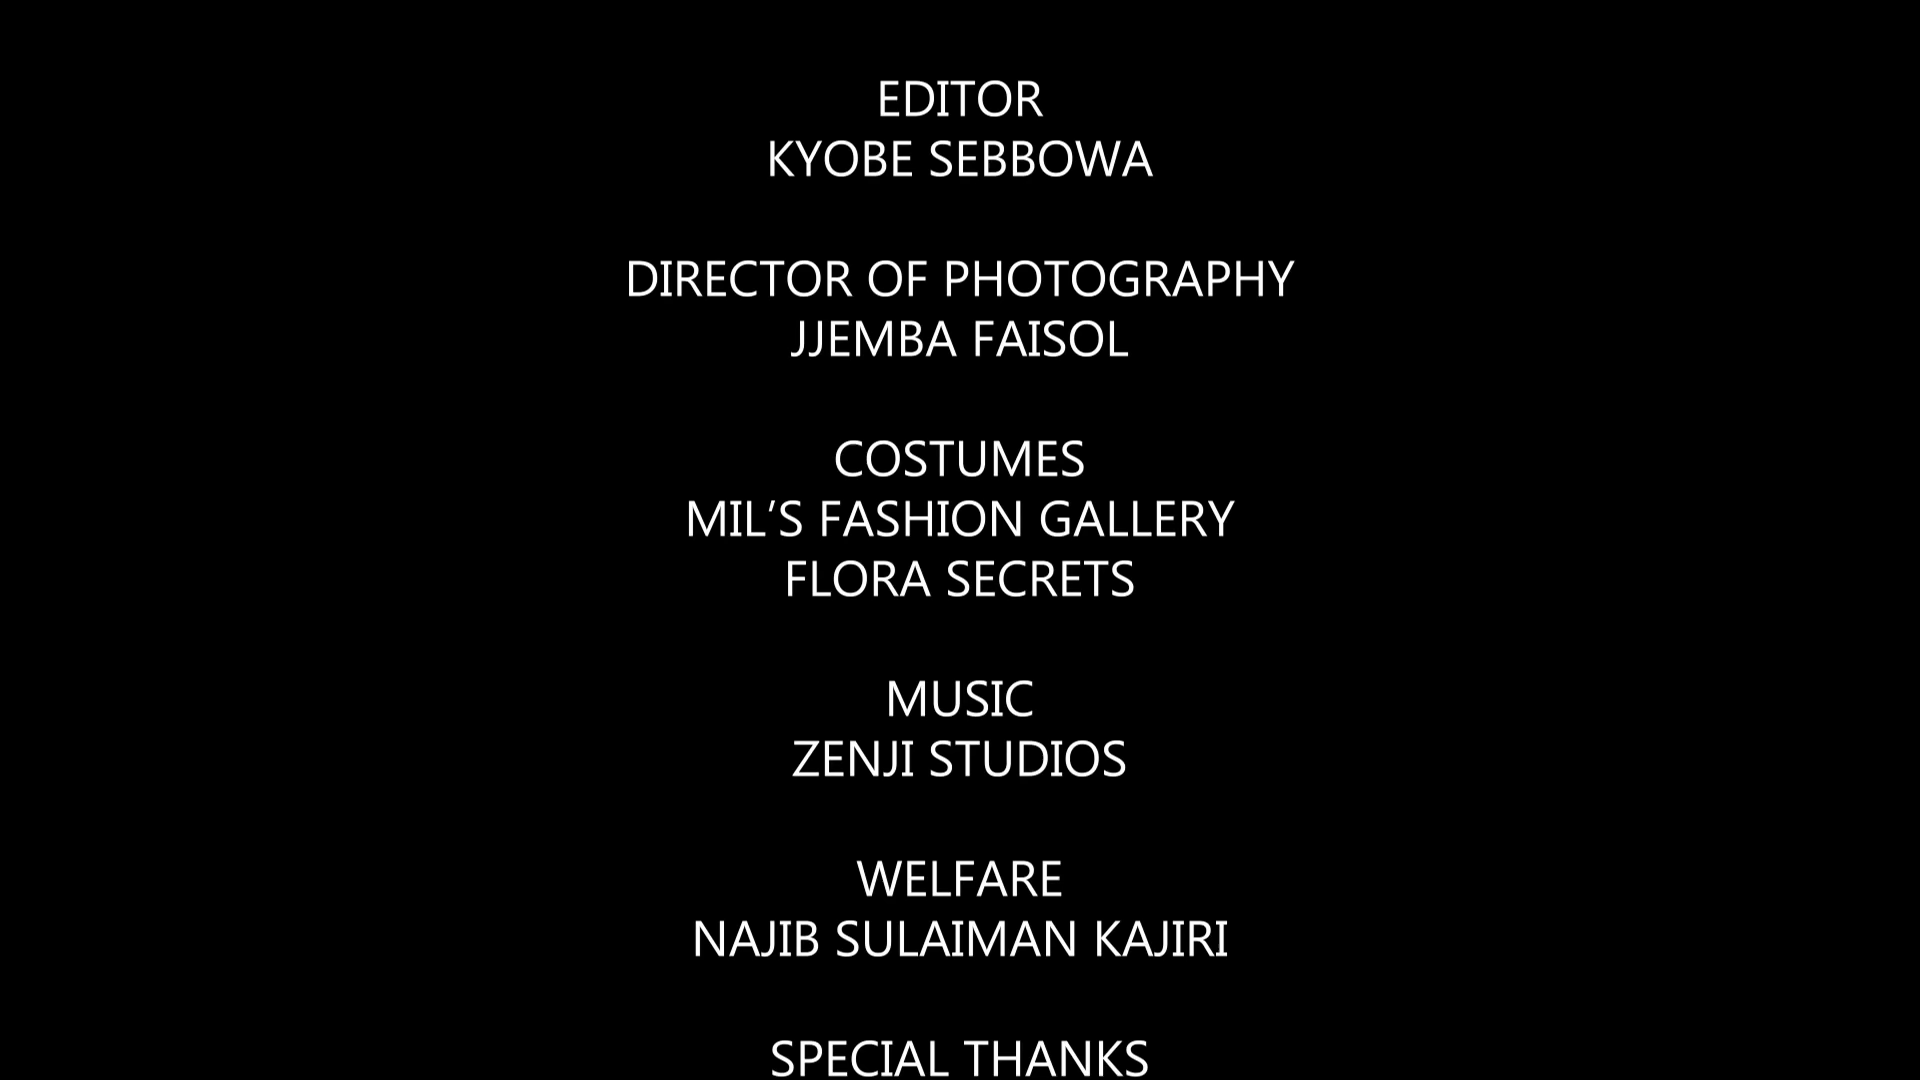 EDITOR
KYOBE SEBBOWA
DIRECTOR OF PHOTOGRAPHY
JJEMBA FAISOL
COSTUMES
MIL’S FASHION GALLERY
FLORA SECRETS
MUSIC
ZENJI STUDIOS
WELFARE
NAJIB SULAIMAN KAJIRI
SPECIAL THANKS